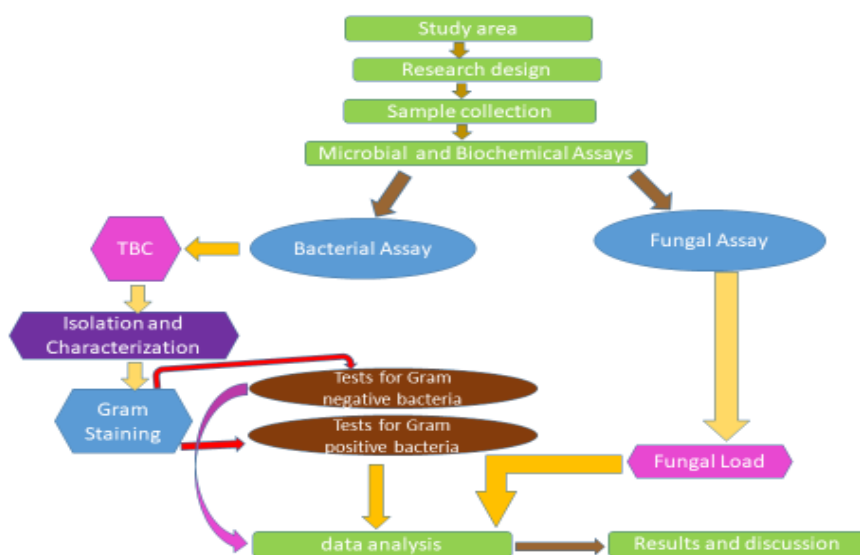 Study area
Research design
Sample collection
Microbial and Biochemical Assays
Bacterial Assay
Fungal Assay
TBC
Isolation and
Characterization
Gram
Staining
Tests for Gram
negative bacteria
Tests for Gram
positive bacteria
Fungal Load
data analysis
Results and discussion